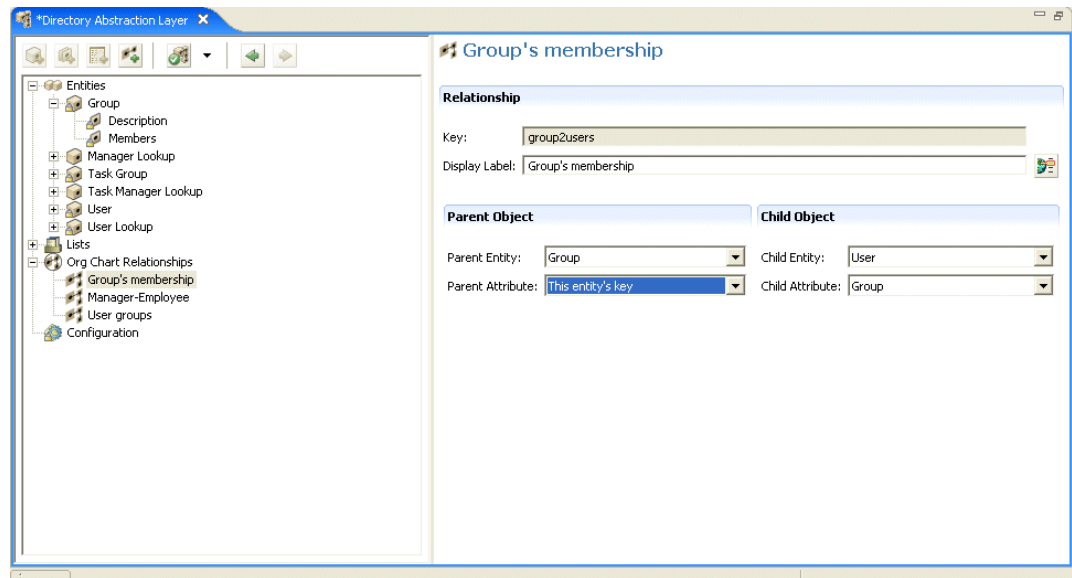 *Directory Abstraction Layer
Entities
Group
Description
Members
Manager Lookup
Task Group
Task Manager Lookup
User
User Lookup
Lists
Org Chart Relationships
Group's membership
Manager-Employee
User groups
Configuration
Group's membership
Relationship
Key: group2users
Display Label: Group's membership
Parent Object Child Object
Parent Entity: Group Child Entity: User
Parent Attribute: This entity's key Child Attribute: Group